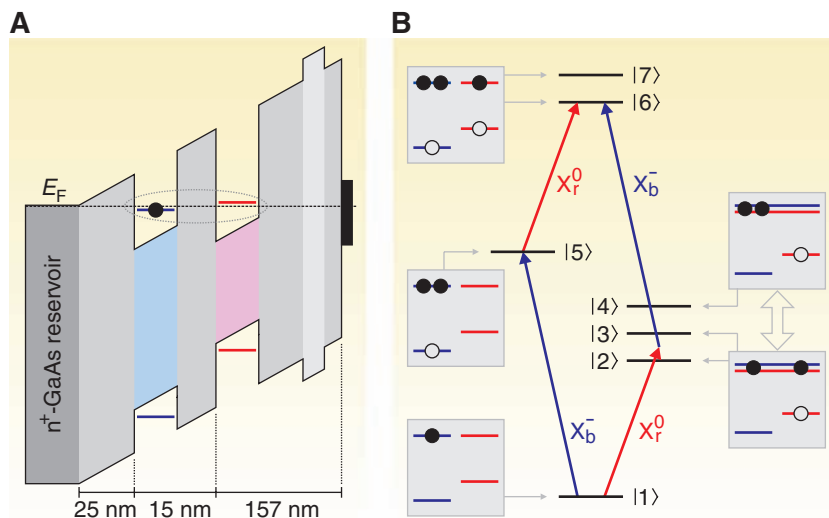 A
E_F
n⁺-GaAs reservoir
25 nm 15 nm 157 nm
B
|7⟩
|6⟩
X_r^0
X_b^-
|5⟩
|4⟩
|3⟩
|2⟩
X_b^-
X_r^0
|1⟩